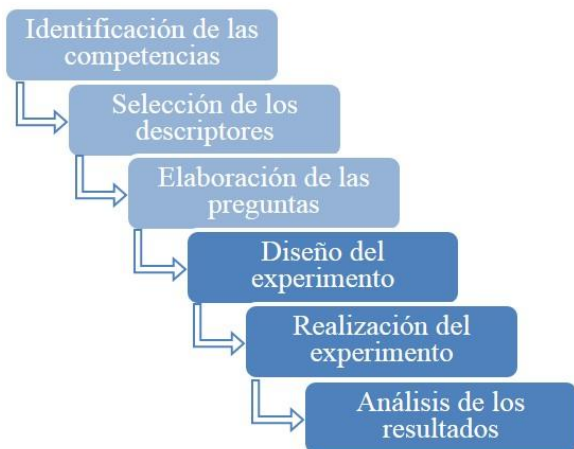 Identificación de las
competencias
Selección de los
descriptores
Elaboración de las
preguntas
Diseño del
experimento
Realización del
experimento
Análisis de los
resultados